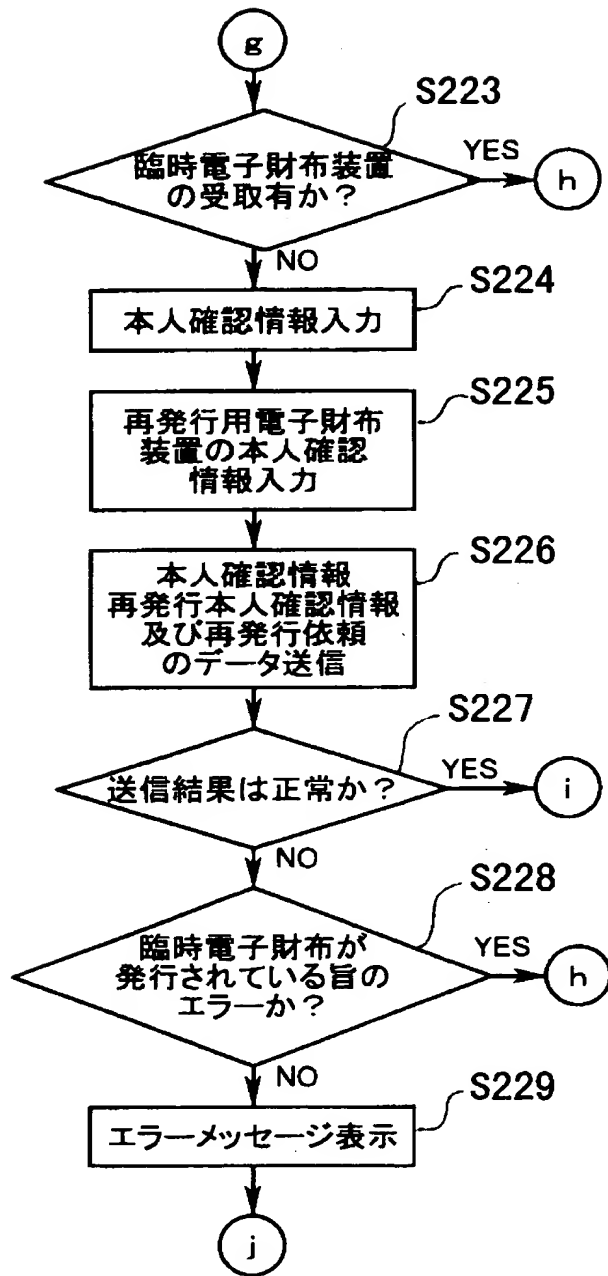 g
S223
臨時電子財布装置
の受取有か？
YES
h
NO
S224
本人確認情報入力
S225
再発行用電子財布
装置の本人確認
情報入力
S226
本人確認情報
再発行本人確認情報
及び再発行依頼
のデータ送信
S227
送信結果は正常か？
YES
i
NO
S228
臨時電子財布が
発行されている旨の
エラーか？
YES
h
NO
S229
エラーメッセージ表示
j